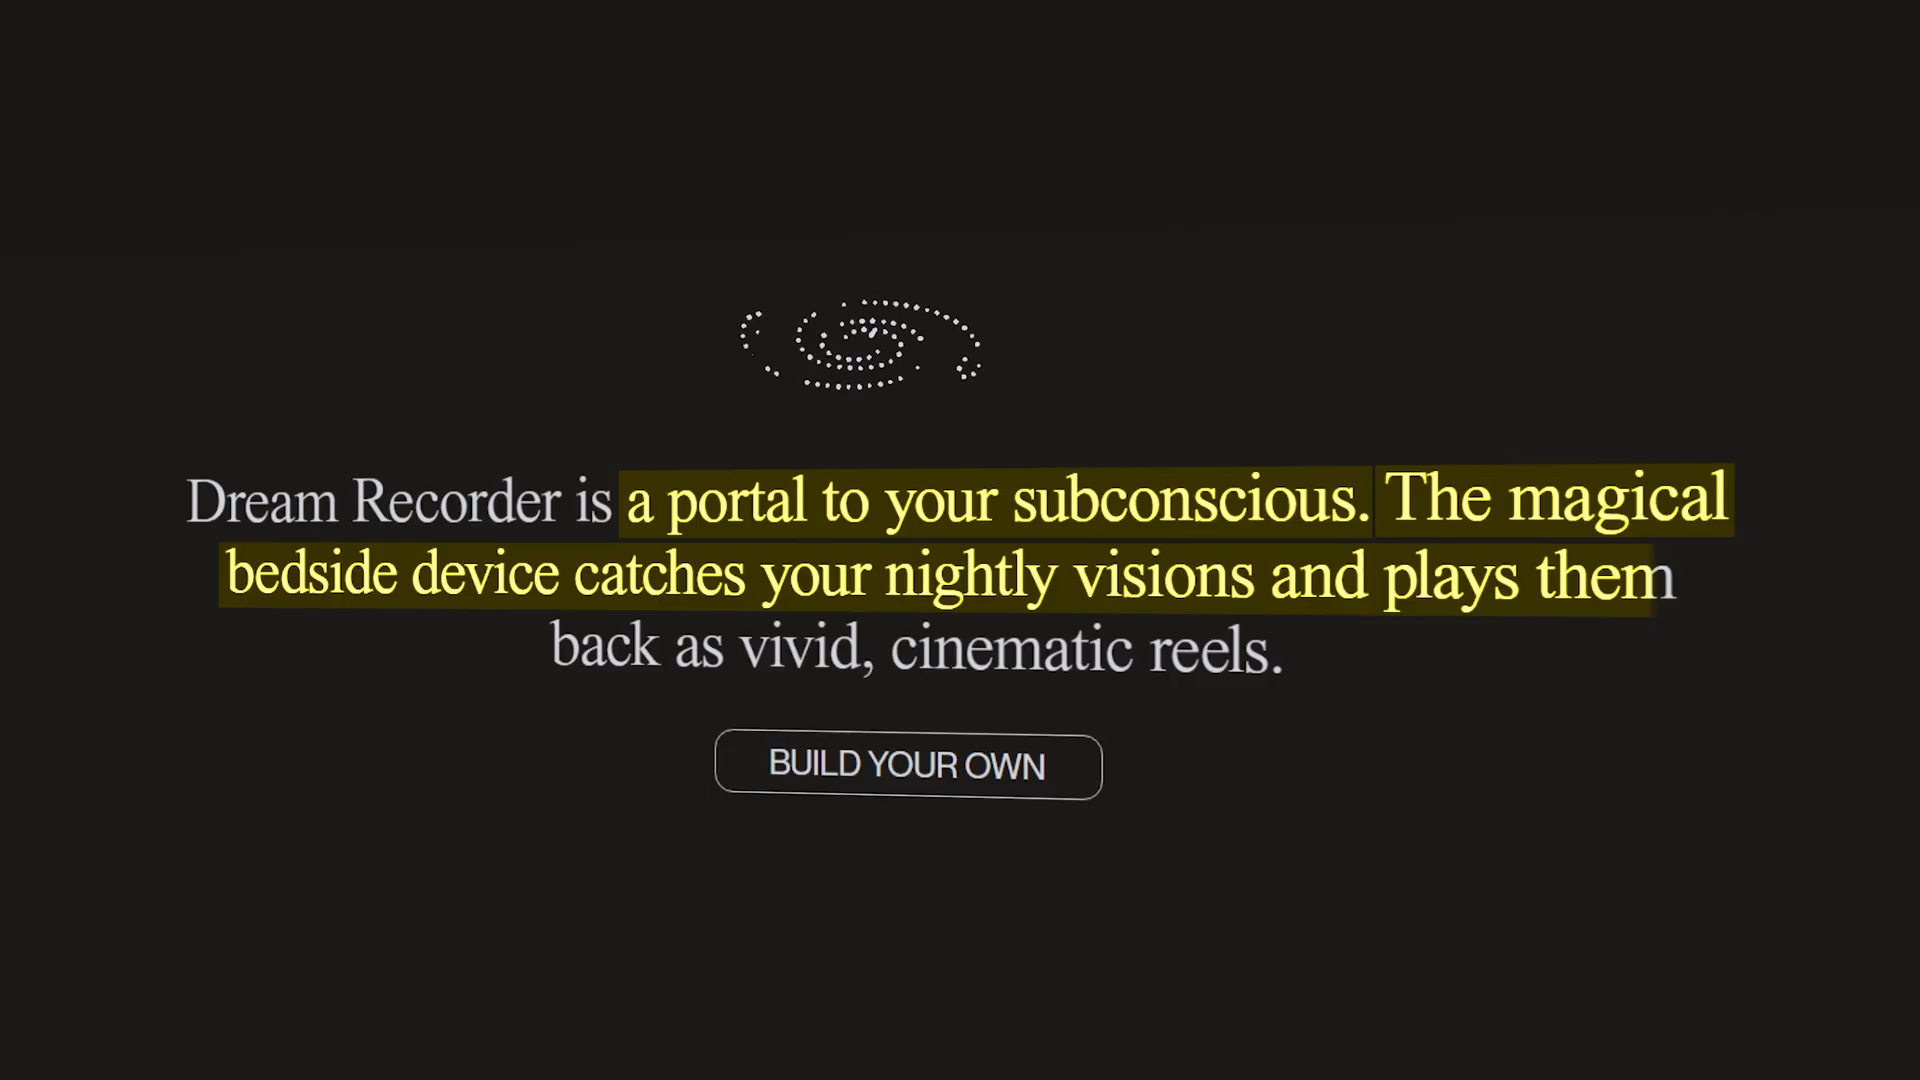 Dream Recorder is a portal to your subconscious. The magical
bedside device catches your nightly visions and plays them
back as vivid, cinematic reels.
BUILD YOUR OWN